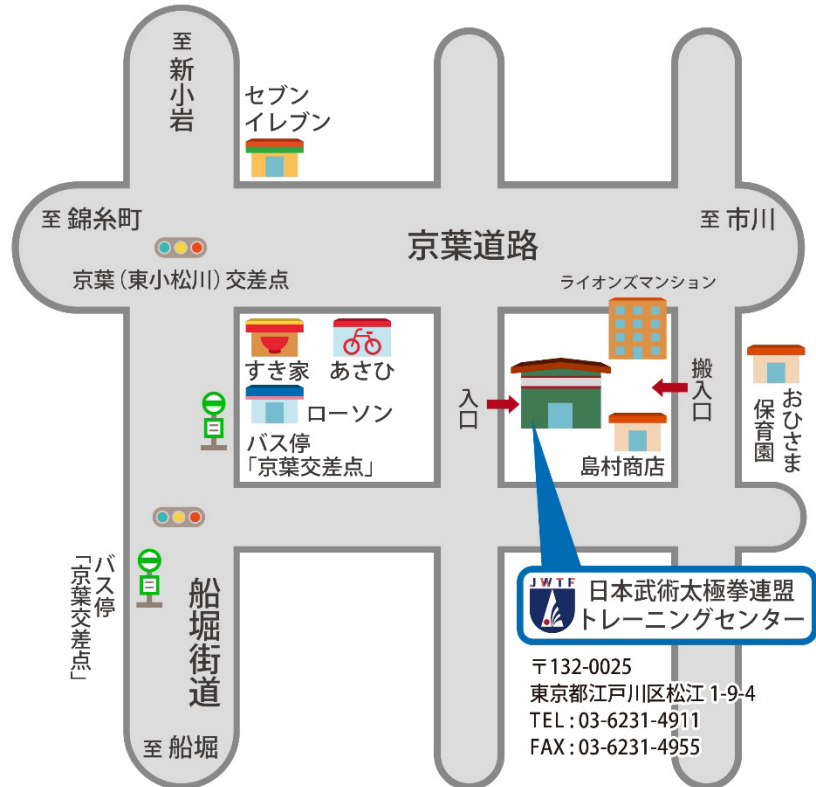 至
新小岩
セブン
イレブン
至 錦糸町
京葉道路
至 市川
京葉（東小松川）交差点
ライオンズマンション
すき家
あさひ
ローソン
バス停
「京葉交差点」
入口
搬入口
おひさま
保育園
島村商店
バス停
「京葉交差点」
船堀街道
至 船堀
JWTF
日本武術太極拳連盟
トレーニングセンター
〒132-0025
東京都江戸川区松江 1-9-4
TEL : 03-6231-4911
FAX : 03-6231-4955